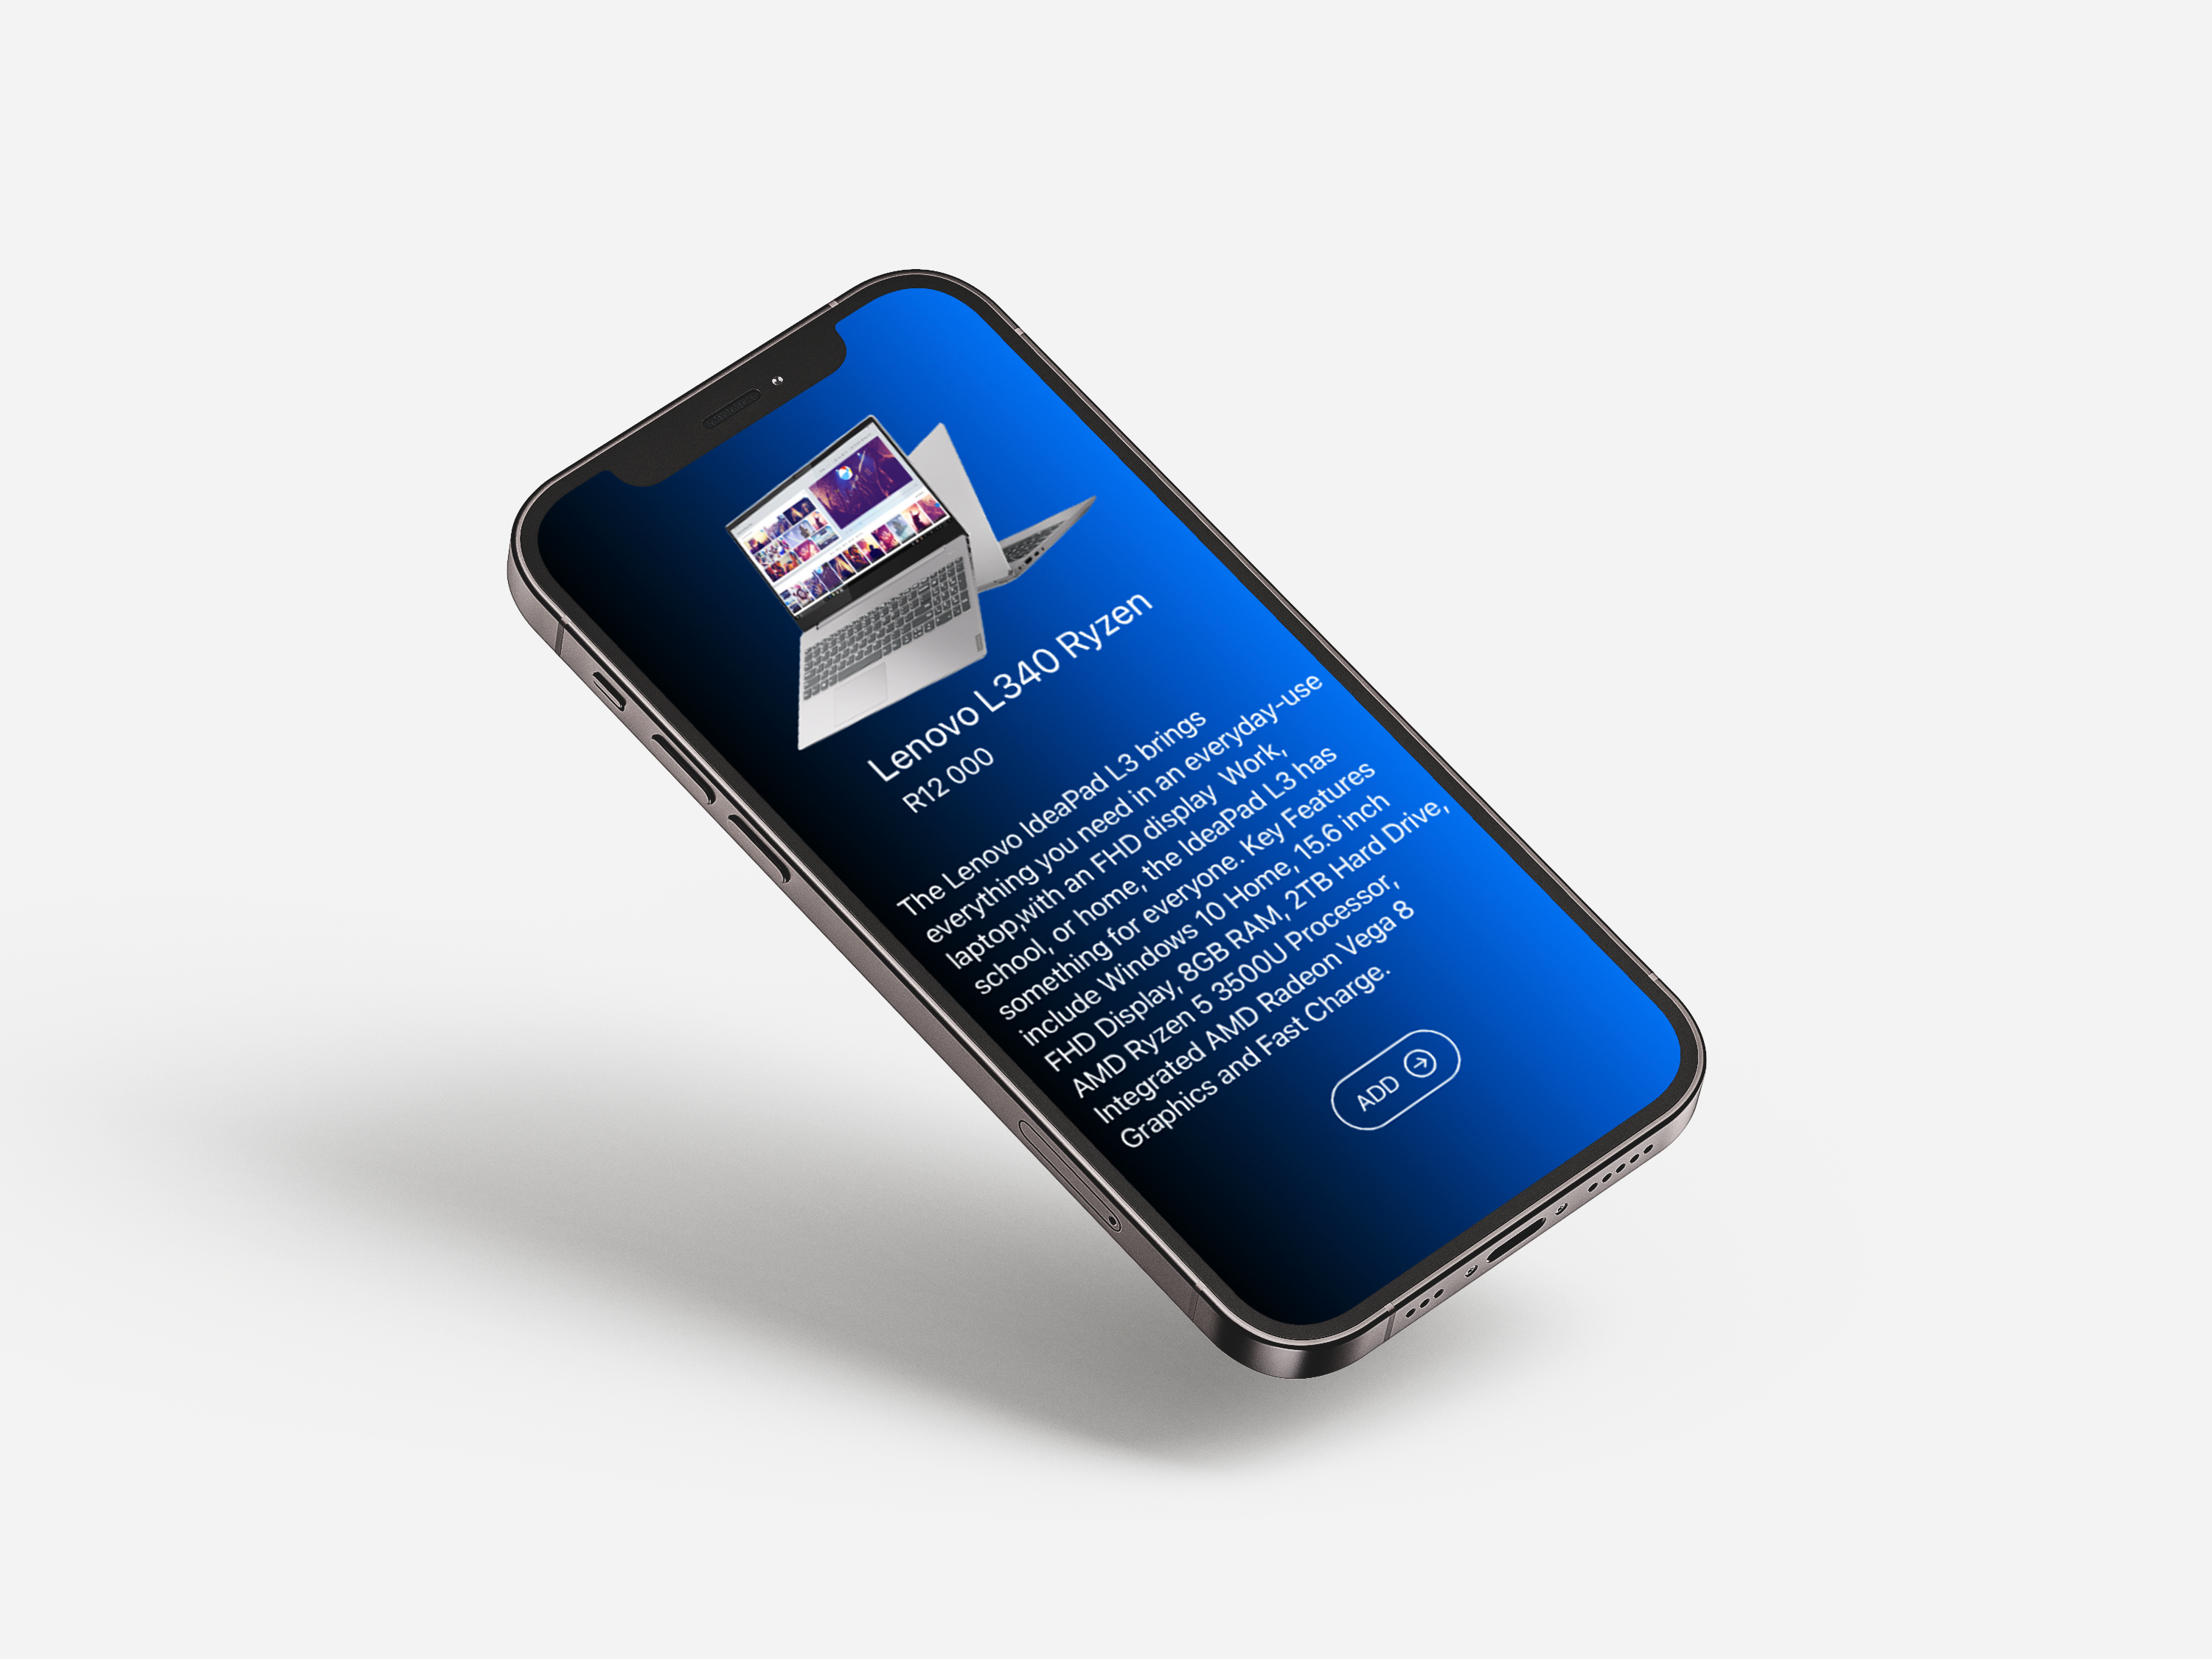 Lenovo L340 Ryzen
R12 000
The Lenovo IdeaPad L3 brings
everything you need in an everyday-use
laptop,with an FHD display  Work,
school, or home, the IdeaPad L3 has
something for everyone. Key Features
include Windows 10 Home, 15.6 inch
FHD Display, 8GB RAM, 2TB Hard Drive,
AMD Ryzen 5 3500U Processor,
Integrated AMD Radeon Vega 8
Graphics and Fast Charge.
ADD